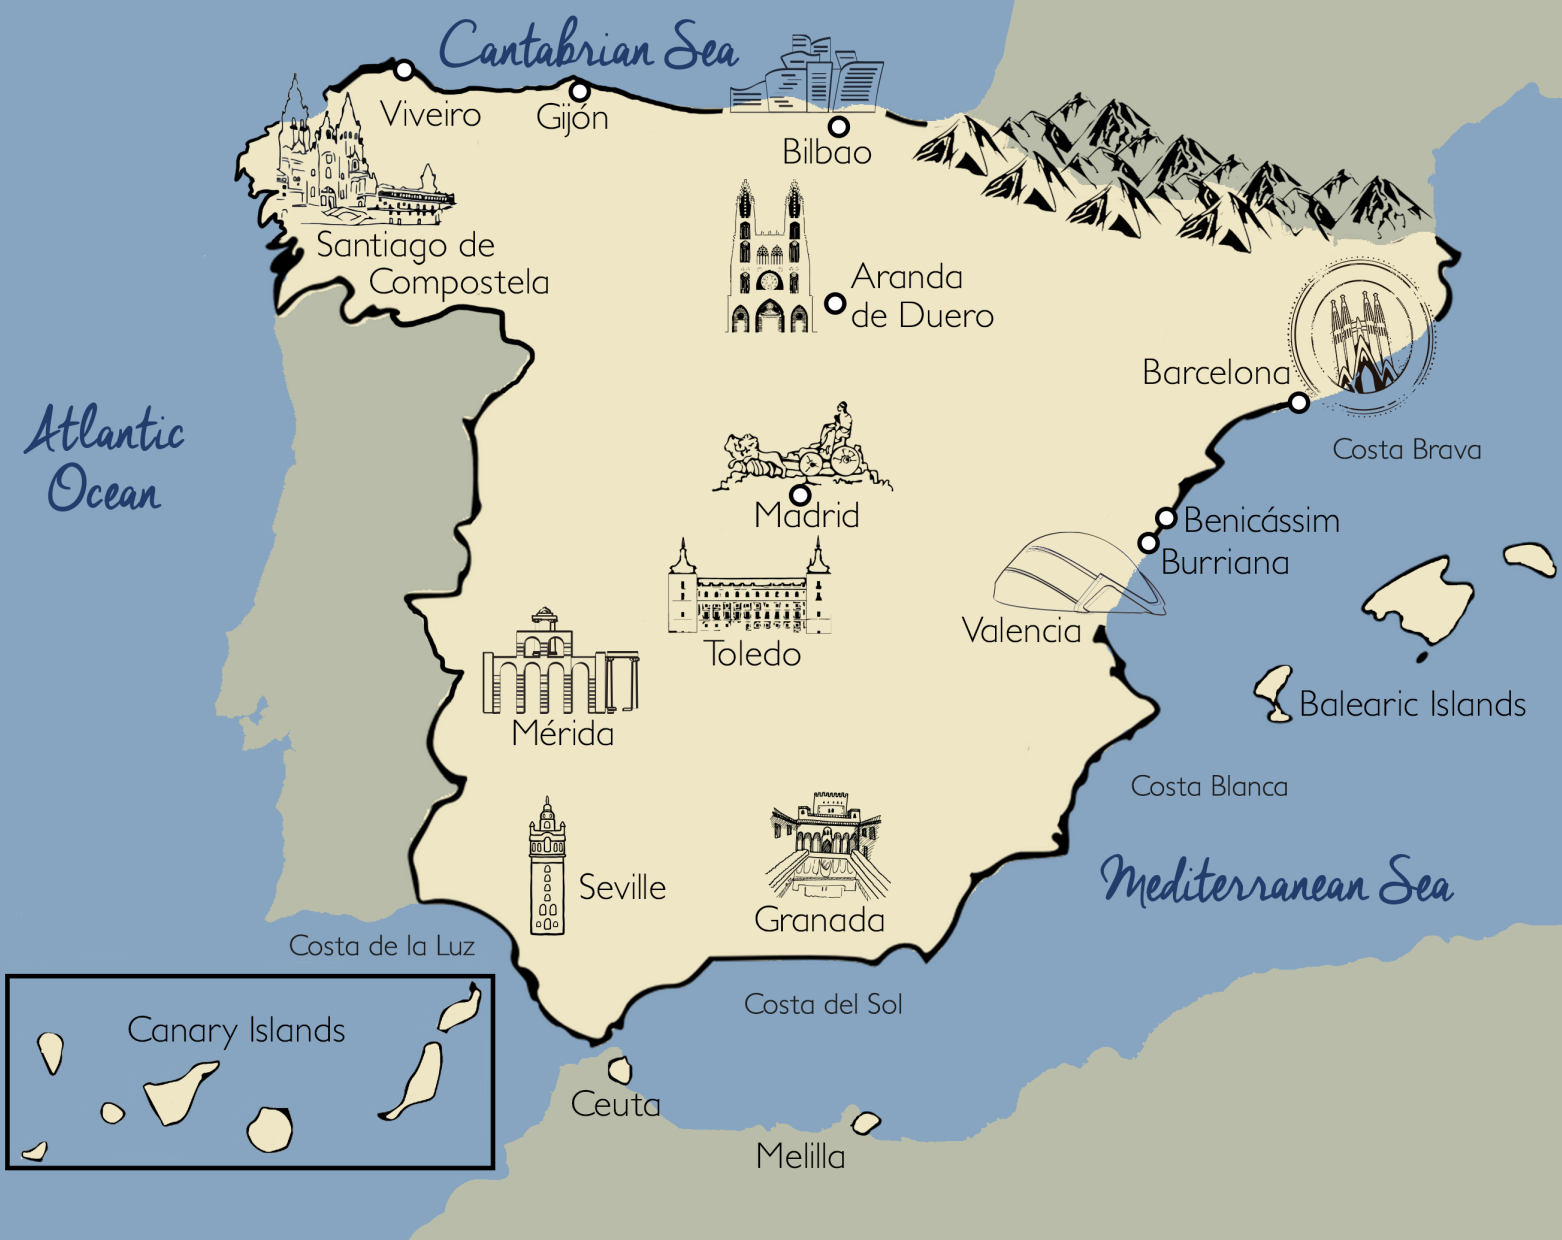 Cantabrian Sea
Viveiro
Gijón
Bilbao
Santiago de
Compostela
Aranda
de Duero
Barcelona
Atlantic
Ocean
Costa Brava
Madrid
Benicássim
Burriana
Valencia
Toledo
Balearic Islands
Mérida
Costa Blanca
Seville
Granada
Mediterranean Sea
Costa de la Luz
Costa del Sol
Canary Islands
Ceuta
Melilla